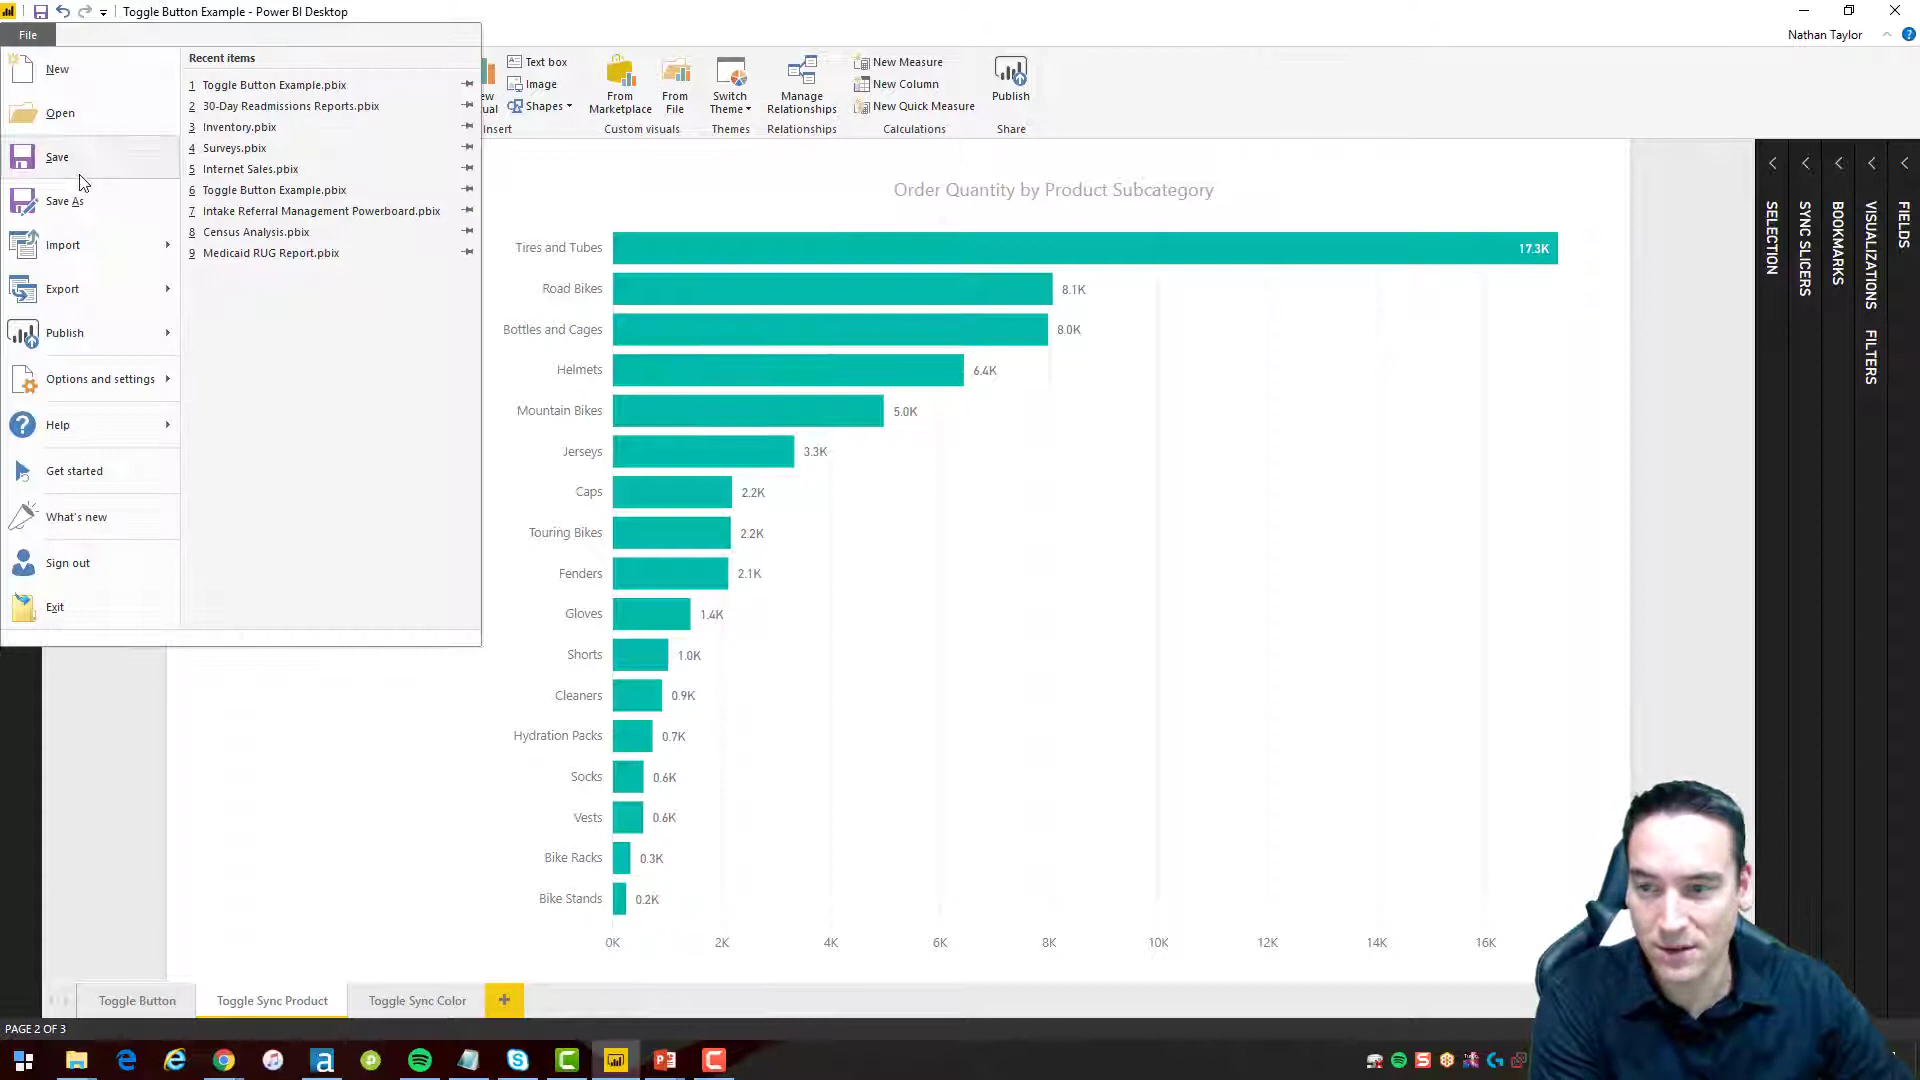 Toggle Button Example - Power BI Desktop
File
Nathan Taylor
New
Open
Save
Save As
Import
Export
Publish
Options and settings
Help
Get started
What's new
Sign out
Exit
Recent items
1 Toggle Button Example.pbix
2 30-Day Readmissions Reports.pbix
3 Inventory.pbix
4 Surveys.pbix
5 Internet Sales.pbix
6 Toggle Button Example.pbix
7 Intake Referral Management Powerboard.pbix
8 Census Analysis.pbix
9 Medicaid RUG Report.pbix
Text box
Image
Shapes
Insert
From Marketplace
From File
Custom visuals
Switch Theme
Themes
Manage Relationships
Relationships
New Measure
New Column
New Quick Measure
Calculations
Publish
Share
Order Quantity by Product Subcategory
Tires and Tubes 17.3K
Road Bikes 8.1K
Bottles and Cages 8.0K
Helmets 6.4K
Mountain Bikes 5.0K
Jerseys 3.3K
Caps 2.2K
Touring Bikes 2.2K
Fenders 2.1K
Gloves 1.4K
Shorts 1.0K
Cleaners 0.9K
Hydration Packs 0.7K
Socks 0.6K
Vests 0.6K
Bike Racks 0.3K
Bike Stands 0.2K
0K 2K 4K 6K 8K 10K 12K 14K 16K
SELECTION
SYNC SLICERS
BOOKMARKS
VISUALIZATIONS
FILTERS
FIELDS
Toggle Button
Toggle Sync Product
Toggle Sync Color
PAGE 2 OF 3